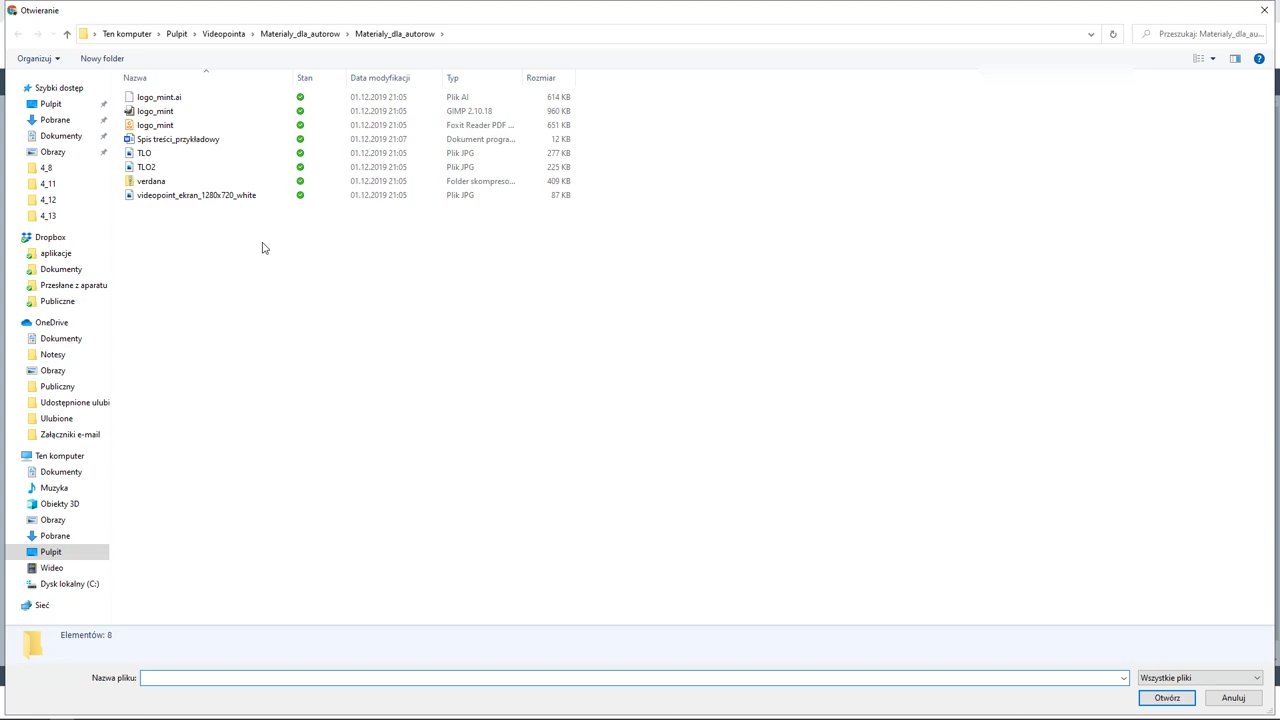 Otwieranie
Ten komputer > Pulpit > Videopointa > Materialy_dla_autorow > Materialy_dla_autorow >
Przeszukaj: Materialy_dla_au...
Organizuj
New folder
Nazwa Stan Data modyfikacji Typ Rozmiar
logo_mint.ai 01.12.2019 21:05 Plik AI 614 KB
logo_mint 01.12.2019 21:05 GIMP 2.10.18 960 KB
logo_mint 01.12.2019 21:05 Foxit Reader PDF ... 651 KB
Spis treści_przykładowy 01.12.2019 21:07 Dokument progra... 12 KB
TLO 01.12.2019 21:05 Plik JPG 277 KB
TLO2 01.12.2019 21:05 Plik JPG 225 KB
verdana 01.12.2019 21:05 Folder skompreso... 409 KB
videopoint_ekran_1280x720_white 01.12.2019 21:05 Plik JPG 87 KB
Szybki dostęp
Pulpit
Pobrane
Dokumenty
Obrazy
4_8
4_11
4_12
4_13
Dropbox
aplikacje
Dokumenty
Przesłane z aparatu
Publiczne
OneDrive
Dokumenty
Notesy
Obrazy
Publiczny
Udostępnione ulubi
Ulubione
Załączniki e-mail
Ten komputer
Dokumenty
Muzyka
Obiekty 3D
Obrazy
Pobrane
Pulpit
Wideo
Dysk lokalny (C:)
Sieć
Elementów: 8
Nazwa pliku:
Wszystkie pliki
Otwórz
Anuluj